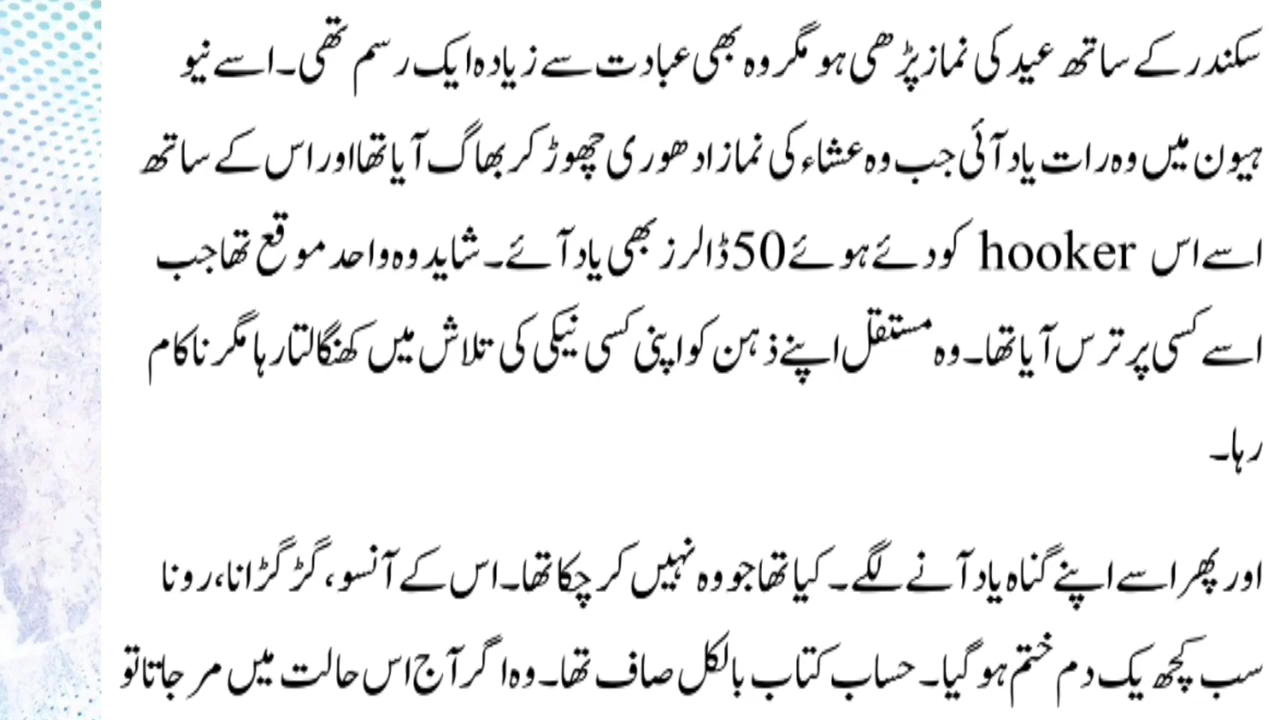 سکندر کے ساتھ عید کی نماز پڑھی ہو مگر وہ بھی عبادت سے زیادہ ایک رسم تھی۔ اسے نیو
ہیون میں وہ رات یاد آئی جب وہ عشاء کی نماز ادھوری چھوڑ کر بھاگ آیا تھا اور اس کے ساتھ
اسے اس hooker کو دئے ہوئے 50 ڈالرز بھی یاد آئے۔ شاید وہ واحد موقع تھا جب
اسے کسی پر ترس آیا تھا۔ وہ مستقل اپنے ذہن کو اپنی کسی نیکی کی تلاش میں کھنگالتا رہا مگر ناکام
رہا۔
اور پھر اسے اپنے گناہ یاد آنے لگے۔ کیا تھا جو وہ نہیں کر چکا تھا۔ اس کے آنسو، گڑگڑانا، رونا
سب کچھ یک دم ختم ہو گیا۔ حساب کتاب بالکل صاف تھا۔ وہ اگر آج اس حالت میں مر جاتا تو